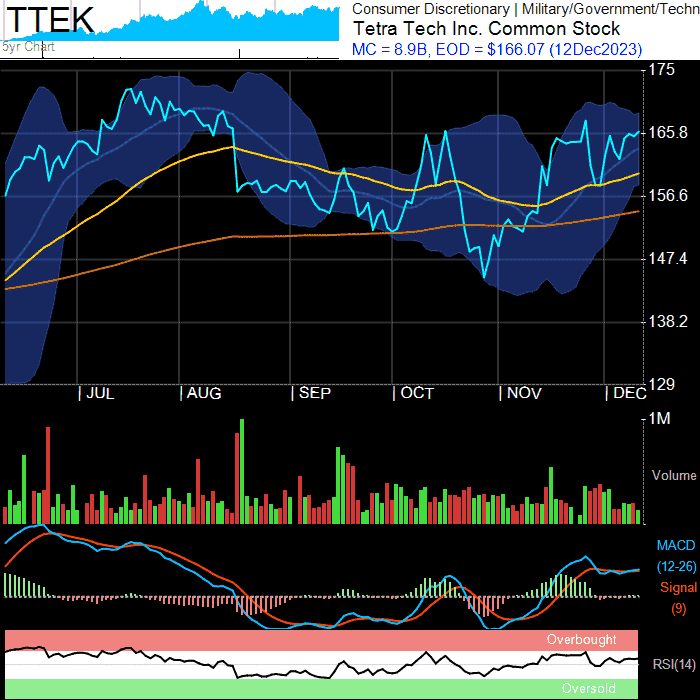 TTEK
5yr Chart
Consumer Discretionary | Military/Government/Techn
Tetra Tech Inc. Common Stock
MC = 8.9B, EOD = $166.07 (12Dec2023)
175
165.8
156.6
147.4
138.2
129
| JUL | AUG | SEP | OCT | NOV | DEC
1M
Volume
MACD
(12-26)
Signal
(9)
Overbought
RSI(14)
Oversold